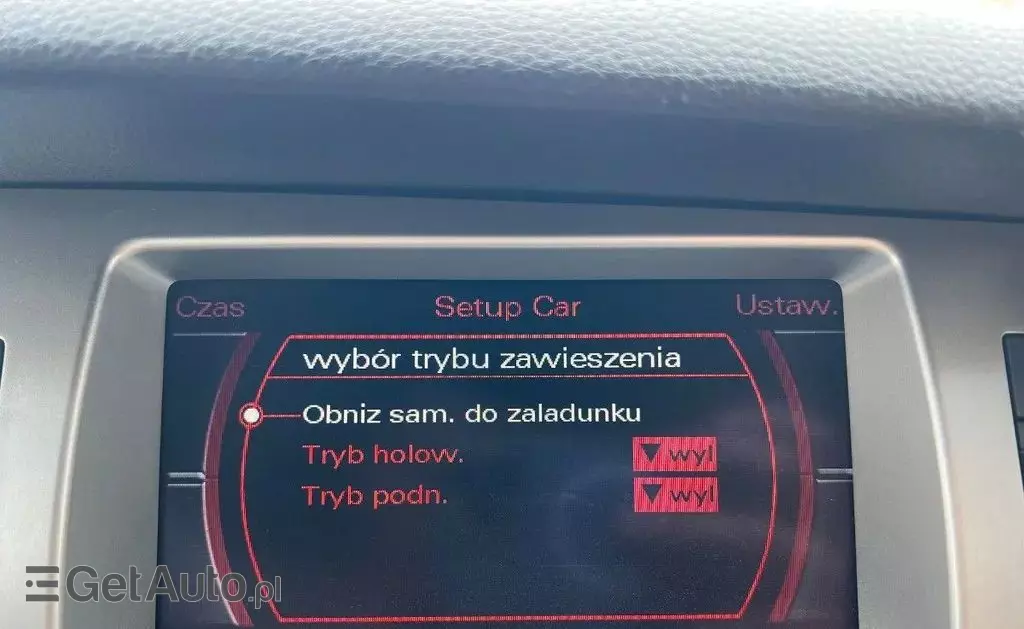 Czas Setup Car Ustaw.
wybór trybu zawieszenia
Obniz sam. do zaladunku
Tryb holow. wyl
Tryb podn. wyl
GetAuto.pl